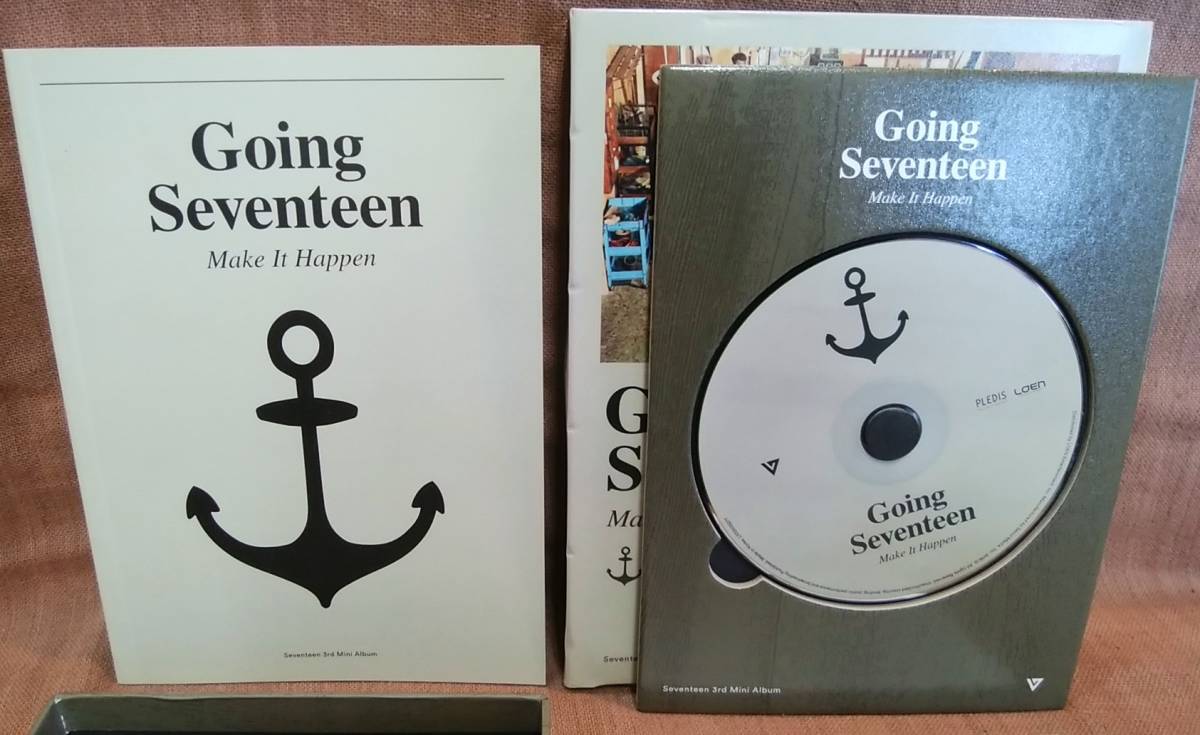 Going
Seventeen
Make It Happen
Seventeen 3rd Mini Album
G
S
Ma
Sevente
Going
Seventeen
Make It Happen
PLEDIS LOEN
Going
Seventeen
Make It Happen
Seventeen 3rd Mini Album